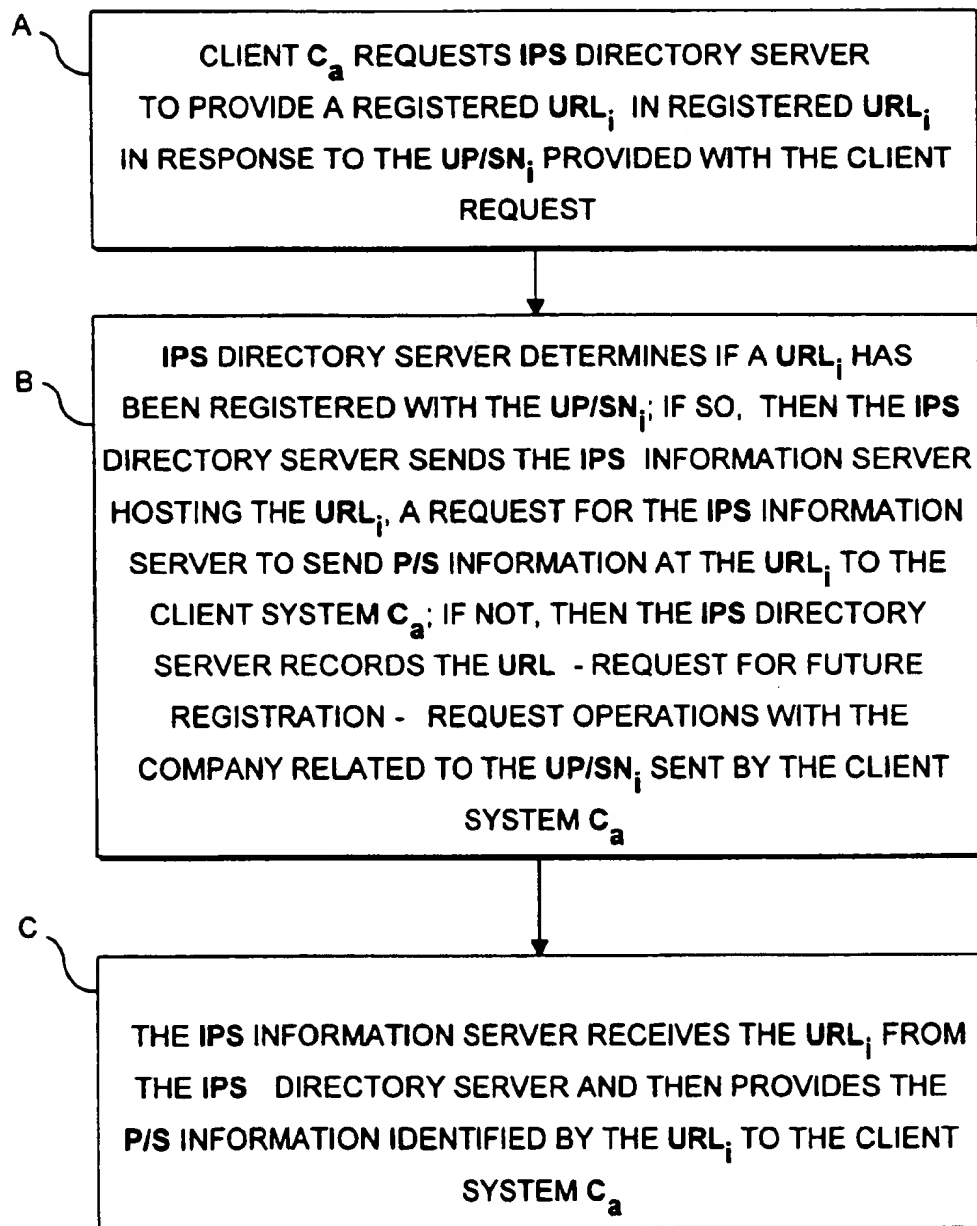 A
CLIENT Ca REQUESTS IPS DIRECTORY SERVER
TO PROVIDE A REGISTERED URLi IN REGISTERED URLi
IN RESPONSE TO THE UP/SNi PROVIDED WITH THE CLIENT
REQUEST
B
IPS DIRECTORY SERVER DETERMINES IF A URLi HAS
BEEN REGISTERED WITH THE UP/SNi; IF SO, THEN THE IPS
DIRECTORY SERVER SENDS THE IPS INFORMATION SERVER
HOSTING THE URLi, A REQUEST FOR THE IPS INFORMATION
SERVER TO SEND P/S INFORMATION AT THE URLi TO THE
CLIENT SYSTEM Ca; IF NOT, THEN THE IPS DIRECTORY
SERVER RECORDS THE URL - REQUEST FOR FUTURE
REGISTRATION - REQUEST OPERATIONS WITH THE
COMPANY RELATED TO THE UP/SNi SENT BY THE CLIENT
SYSTEM Ca
C
THE IPS INFORMATION SERVER RECEIVES THE URLi FROM
THE IPS DIRECTORY SERVER AND THEN PROVIDES THE
P/S INFORMATION IDENTIFIED BY THE URLi TO THE CLIENT
SYSTEM Ca